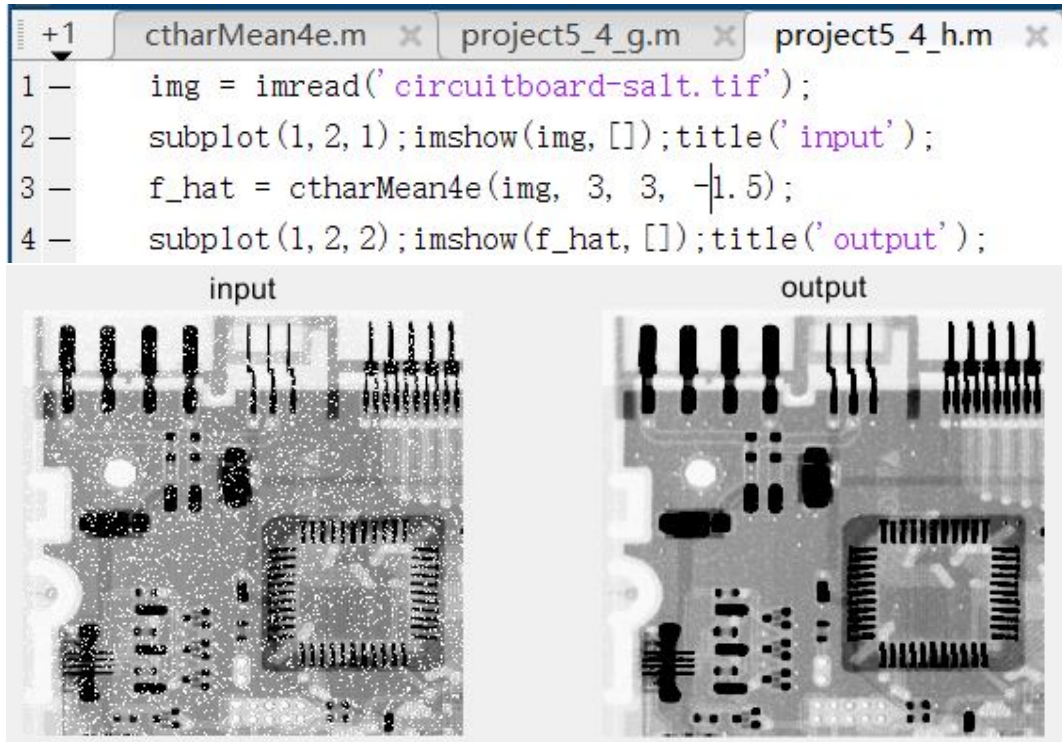 +1 ctharMean4e.m × project5_4_g.m × project5_4_h.m ×
1 — img = imread('circuitboard-salt.tif');
2 — subplot(1,2,1);imshow(img,[]);title('input');
3 — f_hat = ctharMean4e(img, 3, 3, -1.5);
4 — subplot(1,2,2);imshow(f_hat,[]);title('output');
input output